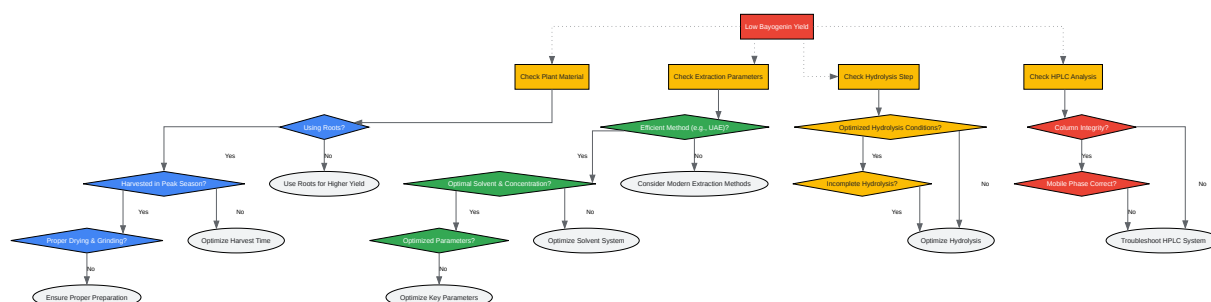 Low Bayogenin Yield
Check Plant Material
Check Extraction Parameters
Check Hydrolysis Step
Check HPLC Analysis
Using Roots?
Efficient Method (e.g., UAE)?
Optimized Hydrolysis Conditions?
Column Integrity?
Yes
No
Yes
No
Yes
Yes
Harvested in Peak Season?
Use Roots for Higher Yield
Optimal Solvent & Concentration?
Consider Modern Extraction Methods
Incomplete Hydrolysis?
No
Mobile Phase Correct?
No
Yes
No
Yes
No
Yes
No
Proper Drying & Grinding?
Optimize Harvest Time
Optimized Parameters?
Optimize Solvent System
Optimize Hydrolysis
Troubleshoot HPLC System
No
No
Ensure Proper Preparation
Optimize Key Parameters